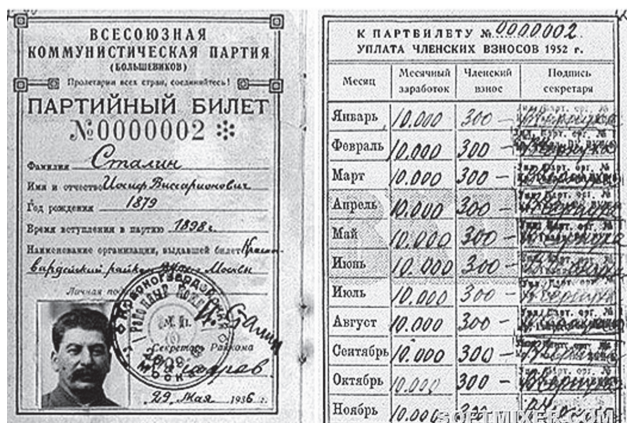 ВСЕСОЮЗНАЯ
КОММУНИСТИЧЕСКАЯ ПАРТИЯ
(БОЛЬШЕВИКОВ)
Пролетарии всех стран, соединяйтесь!
ПАРТИЙНЫЙ БИЛЕТ
№0000002
Фамилия Сталин
Имя и отчество Иосиф Виссарионович
Год рождения 1879
Время вступления в партию 1898 г.
Наименование организации, выдавшей билет Красно-
вардейский райком Москвы
Личная
М. П.
Секретарь Райкома
МОСКВА
29 Мая 1936 г.
К ПАРТБИЛЕТУ №0000002
УПЛАТА ЧЛЕНСКИХ ВЗНОСОВ 1952 г.
Месяц Месячный заработок Членский взнос Подпись секретаря
Январь 10.000 300 -
Февраль 10.000 300 -
Март 10.000 300 -
Апрель 10.000 300 -
Май 10.000 300 -
Июнь 10.000 300 -
Июль 10.000 300 -
Август 10.000 300 -
Сентябрь 10.000 300 -
Октябрь 10.000 300 -
Ноябрь 10.000 300 -
SOFTMIXER.COM